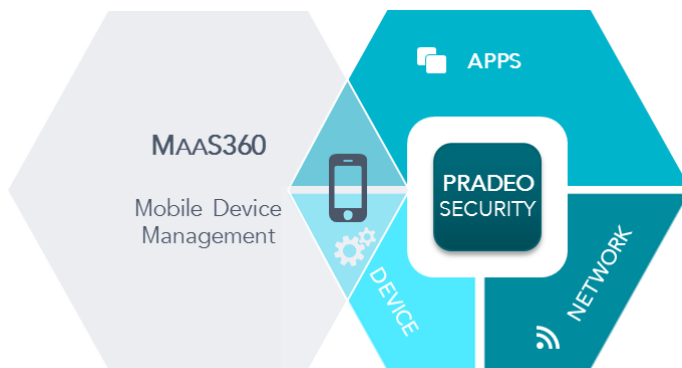 MAAS360
Mobile Device
Management
APPS
PRADEO
SECURITY
DEVICE
NETWORK